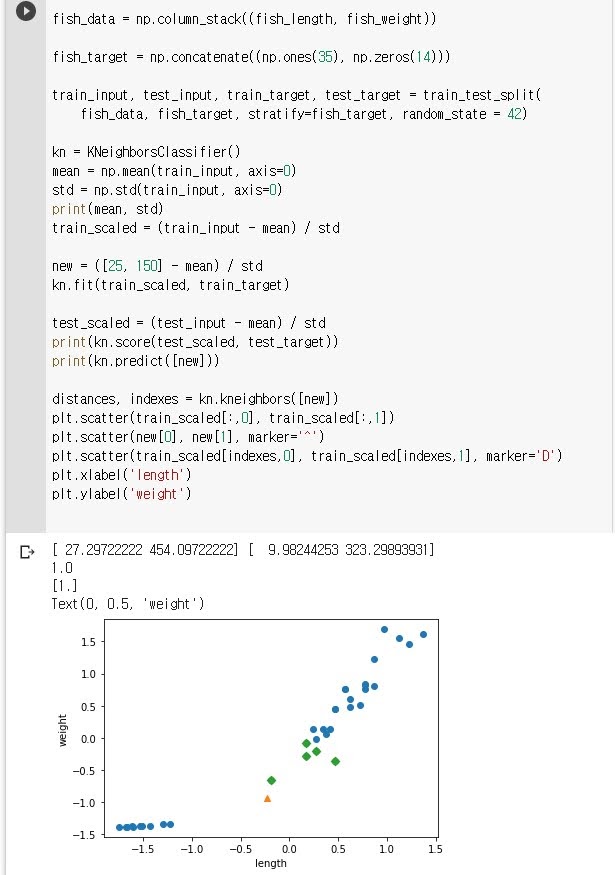 fish_data = np.column_stack((fish_length, fish_weight))
fish_target = np.concatenate((np.ones(35), np.zeros(14)))
train_input, test_input, train_target, test_target = train_test_split(
    fish_data, fish_target, stratify=fish_target, random_state = 42)
kn = KNeighborsClassifier()
mean = np.mean(train_input, axis=0)
std = np.std(train_input, axis=0)
print(mean, std)
train_scaled = (train_input - mean) / std
new = ([25, 150] - mean) / std
kn.fit(train_scaled, train_target)
test_scaled = (test_input - mean) / std
print(kn.score(test_scaled, test_target))
print(kn.predict([new]))
distances, indexes = kn.kneighbors([new])
plt.scatter(train_scaled[:,0], train_scaled[:,1])
plt.scatter(new[0], new[1], marker='^')
plt.scatter(train_scaled[indexes,0], train_scaled[indexes,1], marker='D')
plt.xlabel('length')
plt.ylabel('weight')
[ 27.29722222 454.09722222] [  9.98244253 323.29893931]
1.0
[1.]
Text(0, 0.5, 'weight')
1.5
1.0
0.5
0.0
−0.5
−1.0
−1.5
weight
−1.5 −1.0 −0.5 0.0 0.5 1.0 1.5
length